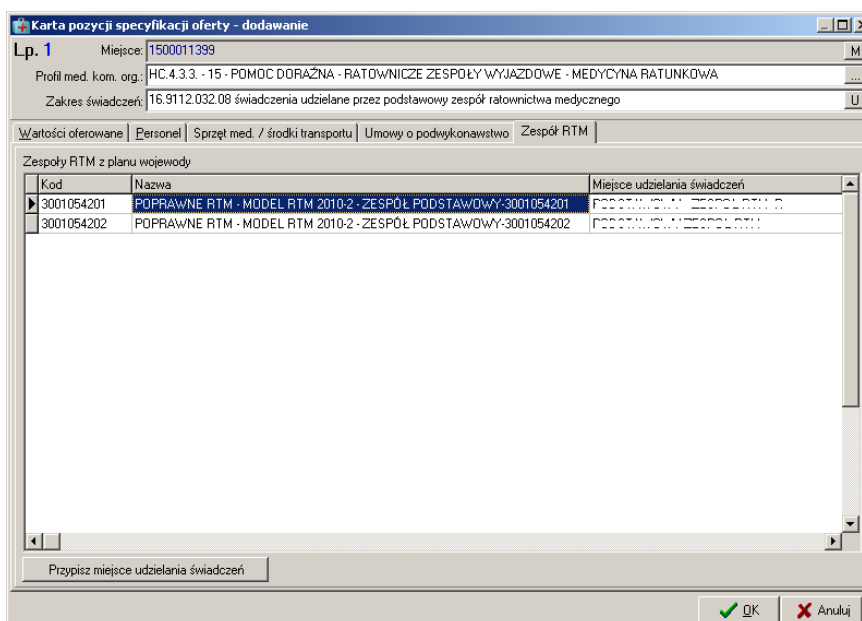 Karta pozycji specyfikacji oferty - dodawanie
Lp. 1 Miejsce: 1500011399 M
Profil med. kom. org.: HC.4.3.3. - 15 - POMOC DORAŹNA - RATOWNICZE ZESPOŁY WYJAZDOWE - MEDYCYNA RATUNKOWA ...
Zakres świadczeń: 16.9112.032.08 świadczenia udzielane przez podstawowy zespół ratownictwa medycznego U
Wartości oferowane Personel Sprzęt med. / środki transportu Umowy o podwykonawstwo Zespół RTM
Zespoły RTM z planu wojewody
Kod Nazwa Miejsce udzielania świadczeń
3001054201 POPRAWNE RTM - MODEL RTM 2010-2 - ZESPÓŁ PODSTAWOWY-3001054201
3001054202 POPRAWNE RTM - MODEL RTM 2010-2 - ZESPÓŁ PODSTAWOWY-3001054202
Przypisz miejsce udzielania świadczeń
OK Anuluj